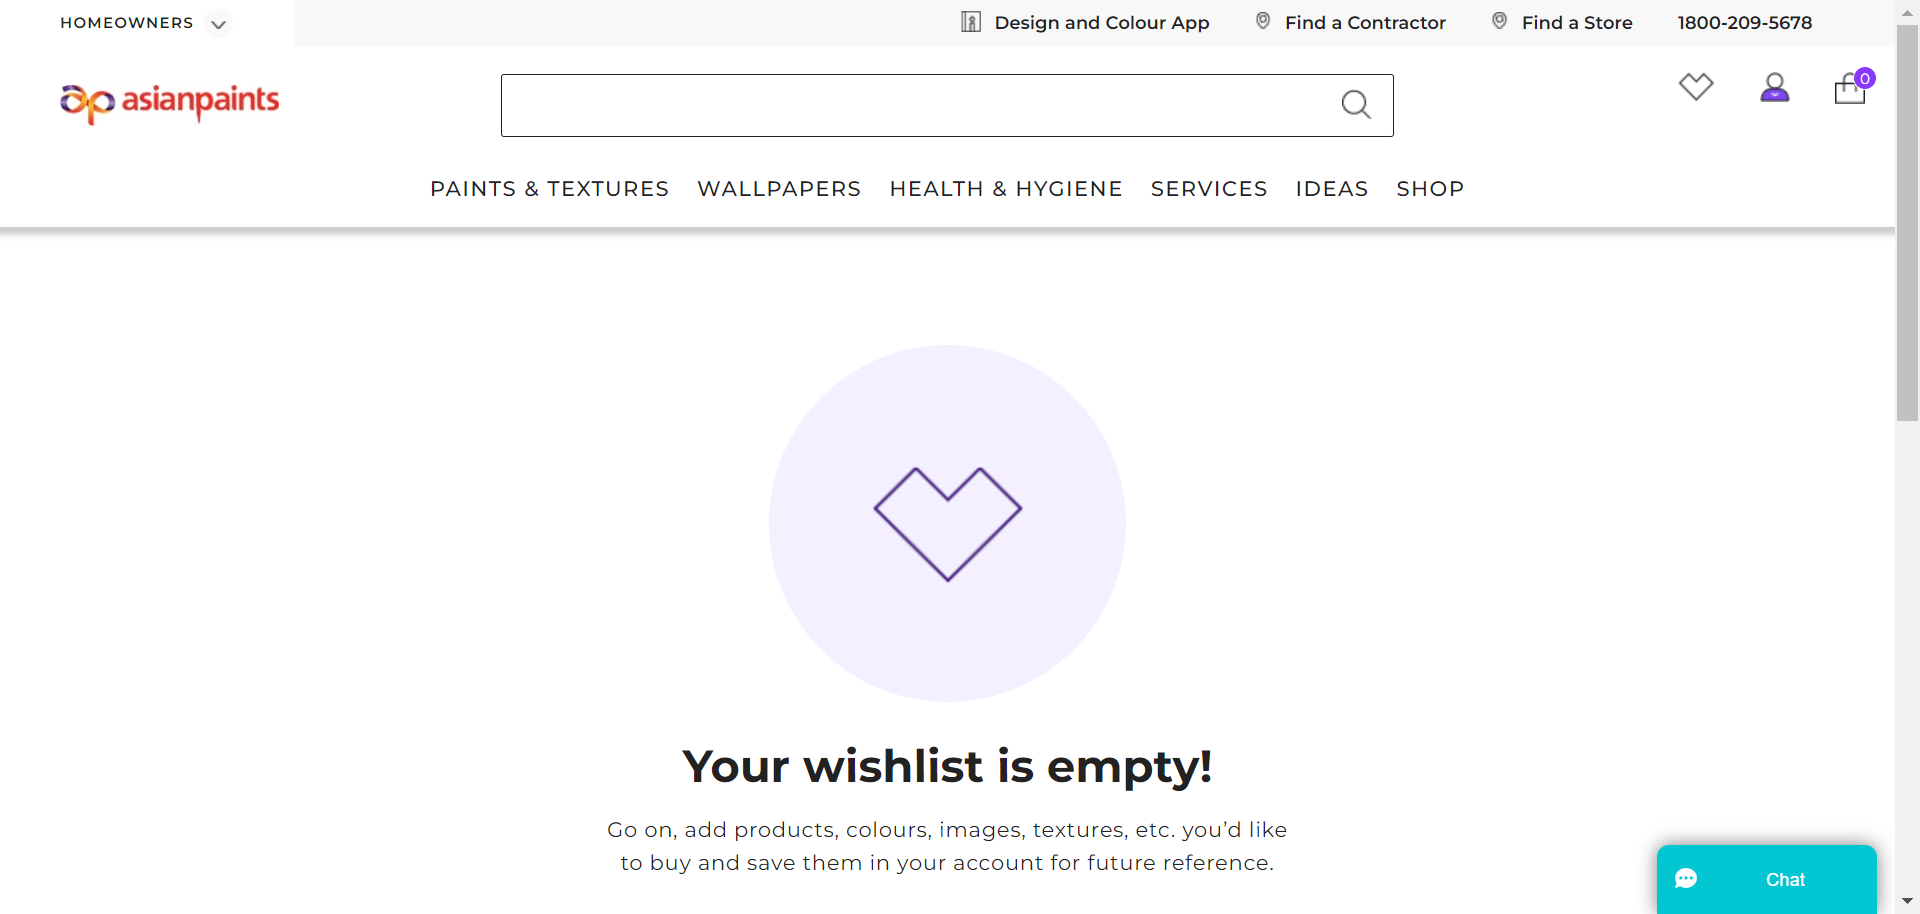 HOMEOWNERS
Design and Colour App
Find a Contractor
Find a Store
1800-209-5678
asianpaints
0
PAINTS & TEXTURES
WALLPAPERS
HEALTH & HYGIENE
SERVICES
IDEAS
SHOP
Your wishlist is empty!
Go on, add products, colours, images, textures, etc. you’d like
to buy and save them in your account for future reference.
Chat